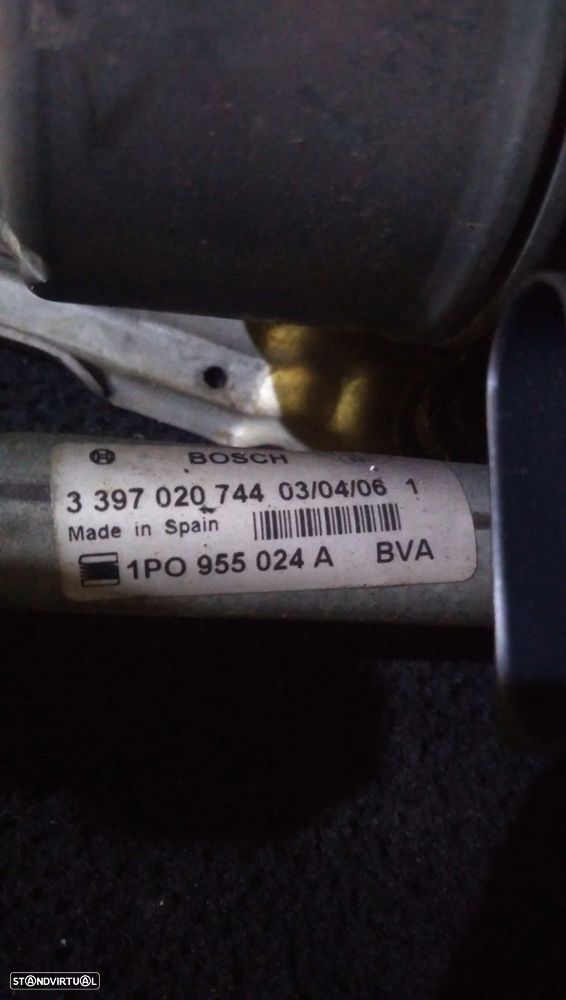 BOSCH
3 397 020 744 03/04/06 1
Made in Spain
1PO 955 024 A BVA
STANDVIRTUAL